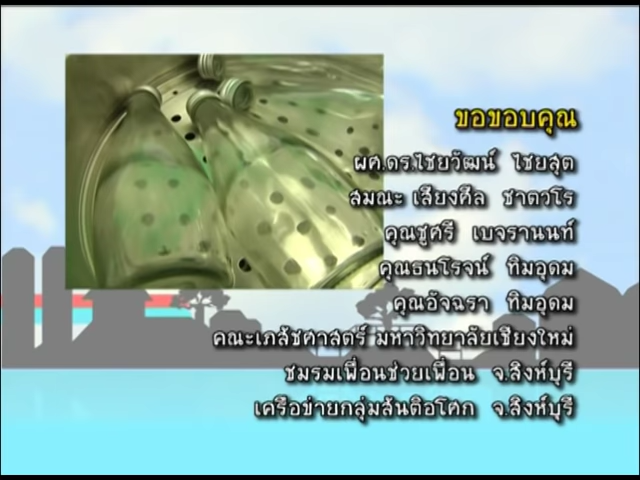 ขอขอบคุณ
ผศ.ดร.ไชยวัฒน์ ไชยสุต
สมณะ เสียงศีล ชาตวโร
คุณชูศรี เบจรานนท์
คุณธนโรจน์ ทิมอุดม
คุณอัจฉรา ทิมอุดม
คณะเภสัชศาสตร์ มหาวิทยาลัยเชียงใหม่
ชมรมเพื่อนช่วยเพื่อน จ.สิงห์บุรี
เครือข่ายกลุ่มสันติอโศก จ.สิงห์บุรี